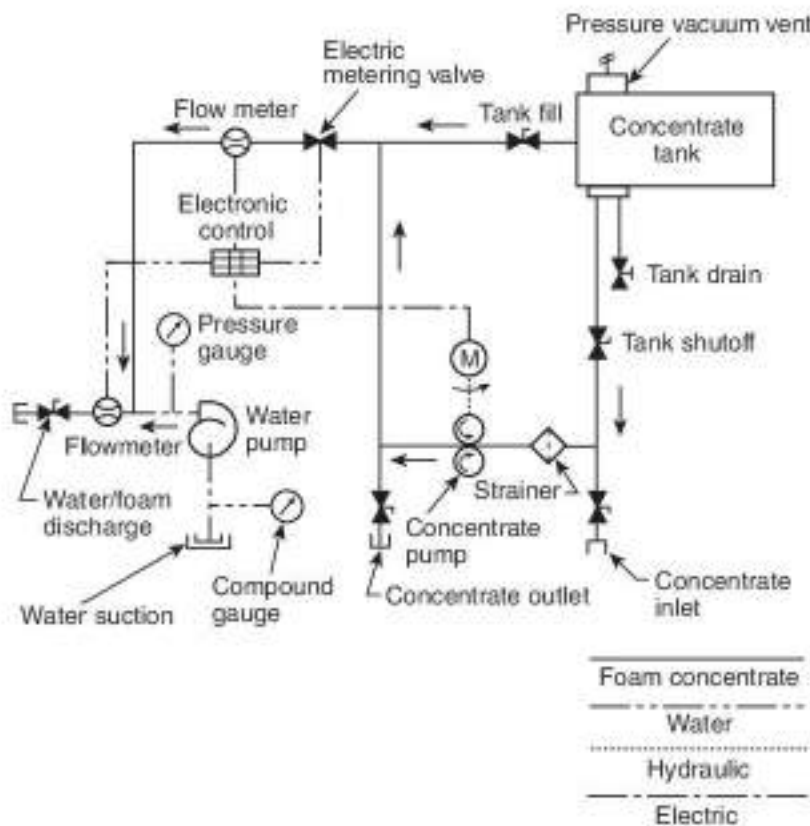 Pressure vacuum vent
Electric
metering valve
Flow meter
Tank fill
Concentrate
tank
Electronic
control
Tank drain
Pressure
gauge
M
Tank shutoff
Water
pump
Flowmeter
Strainer
Water/foam
discharge
Concentrate
pump
Compound
gauge
Concentrate outlet
Concentrate
inlet
Water suction
Foam concentrate
Water
Hydraulic
Electric